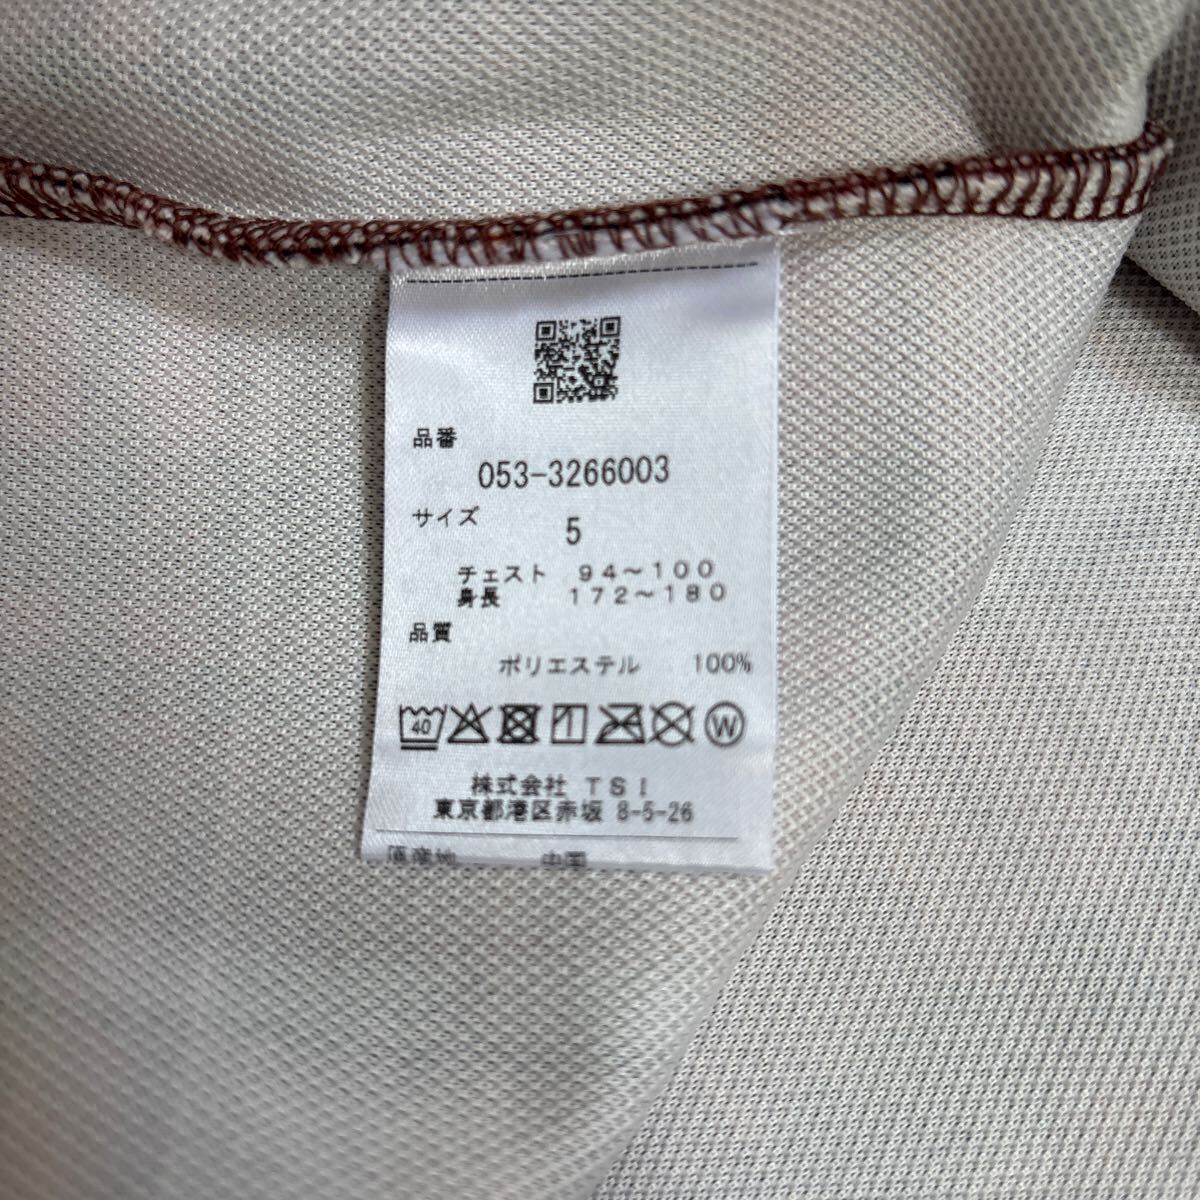 品番
053-3266003
サイズ
5
チェスト 94～100
身長 172～180
品質
ポリエステル 100%
40
W
株式会社 TSI
東京都港区赤坂 8-5-26
原産地 中国